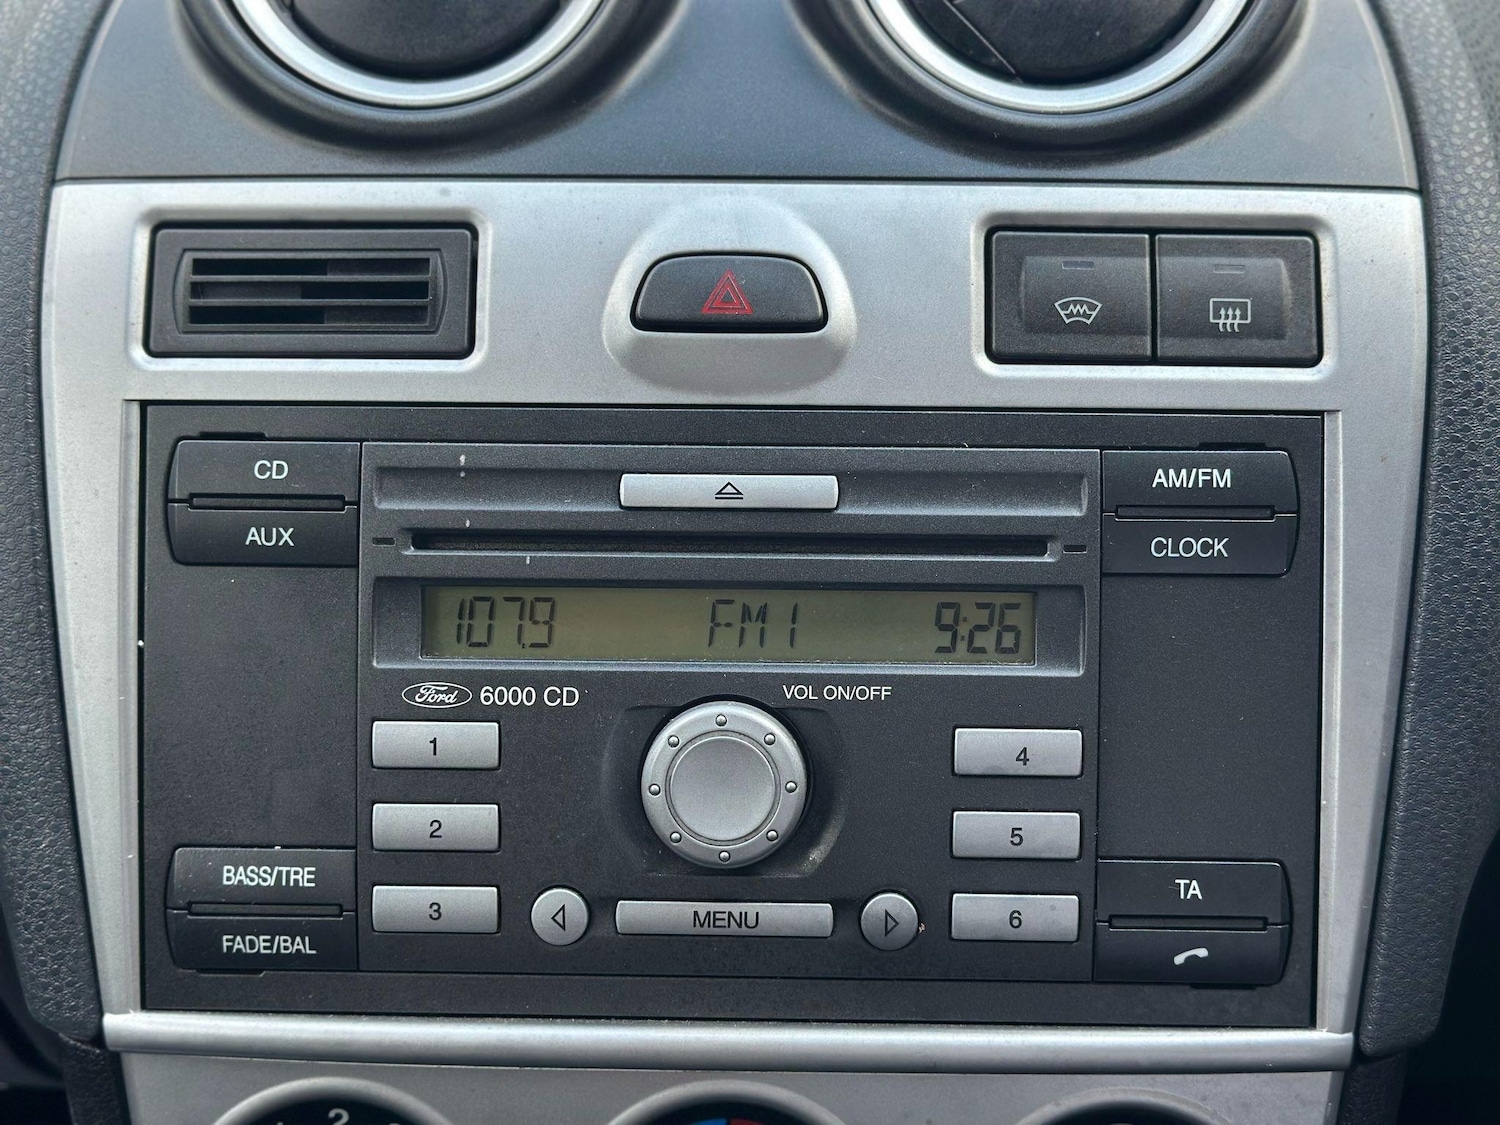 CD
AM/FM
AUX
CLOCK
107.9 FM1 9:26
Ford 6000 CD
VOL ON/OFF
1
4
2
5
BASS/TRE
TA
3
MENU
6
FADE/BAL
2